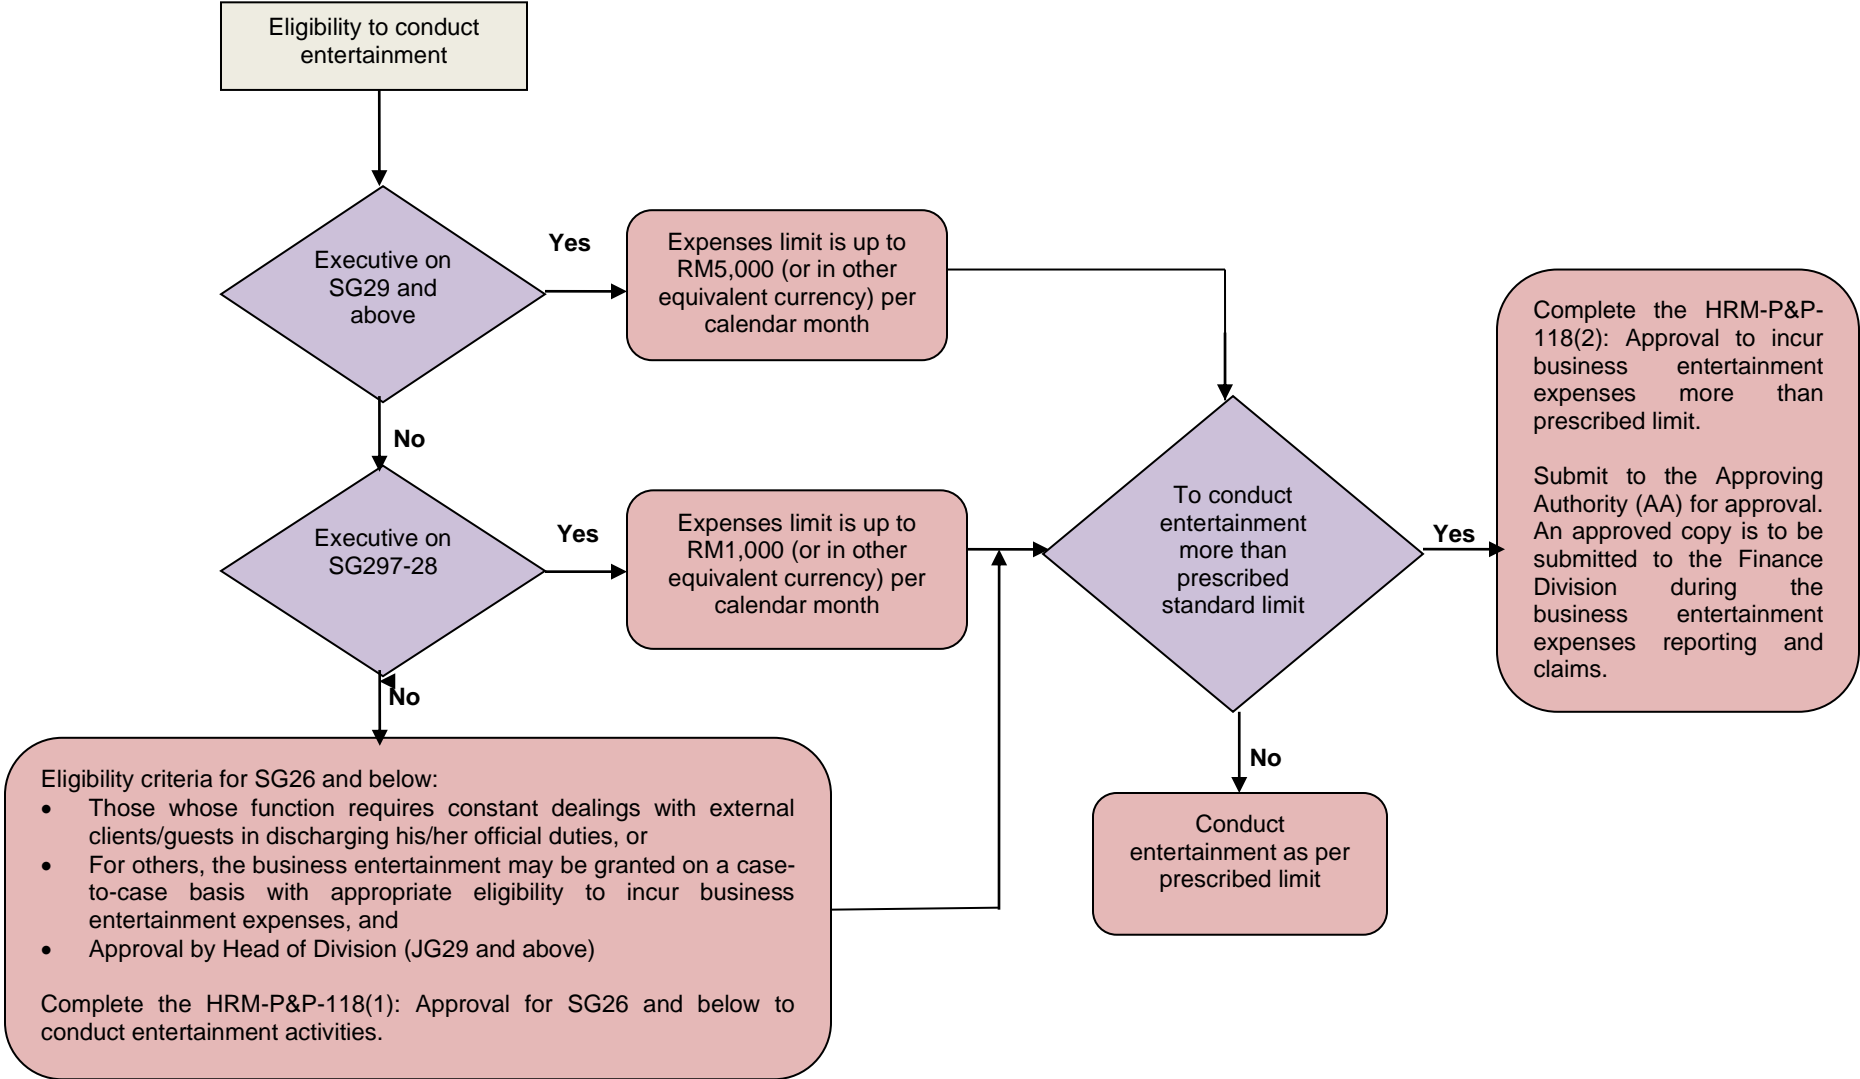 Eligibility to conduct
entertainment
Executive on
SG29 and
above
Yes
Expenses limit is up to
RM5,000 (or in other
equivalent currency) per
calendar month
No
Executive on
SG297-28
Yes
Expenses limit is up to
RM1,000 (or in other
equivalent currency) per
calendar month
No
Eligibility criteria for SG26 and below:
• Those whose function requires constant dealings with external
clients/guests in discharging his/her official duties, or
• For others, the business entertainment may be granted on a case-
to-case basis with appropriate eligibility to incur business
entertainment expenses, and
• Approval by Head of Division (JG29 and above)
Complete the HRM-P&P-118(1): Approval for SG26 and below to
conduct entertainment activities.
To conduct
entertainment
more than
prescribed
standard limit
Yes
Complete the HRM-P&P-
118(2): Approval to incur
business entertainment
expenses more than
prescribed limit.
Submit to the Approving
Authority (AA) for approval.
An approved copy is to be
submitted to the Finance
Division during the
business entertainment
expenses reporting and
claims.
No
Conduct
entertainment as per
prescribed limit